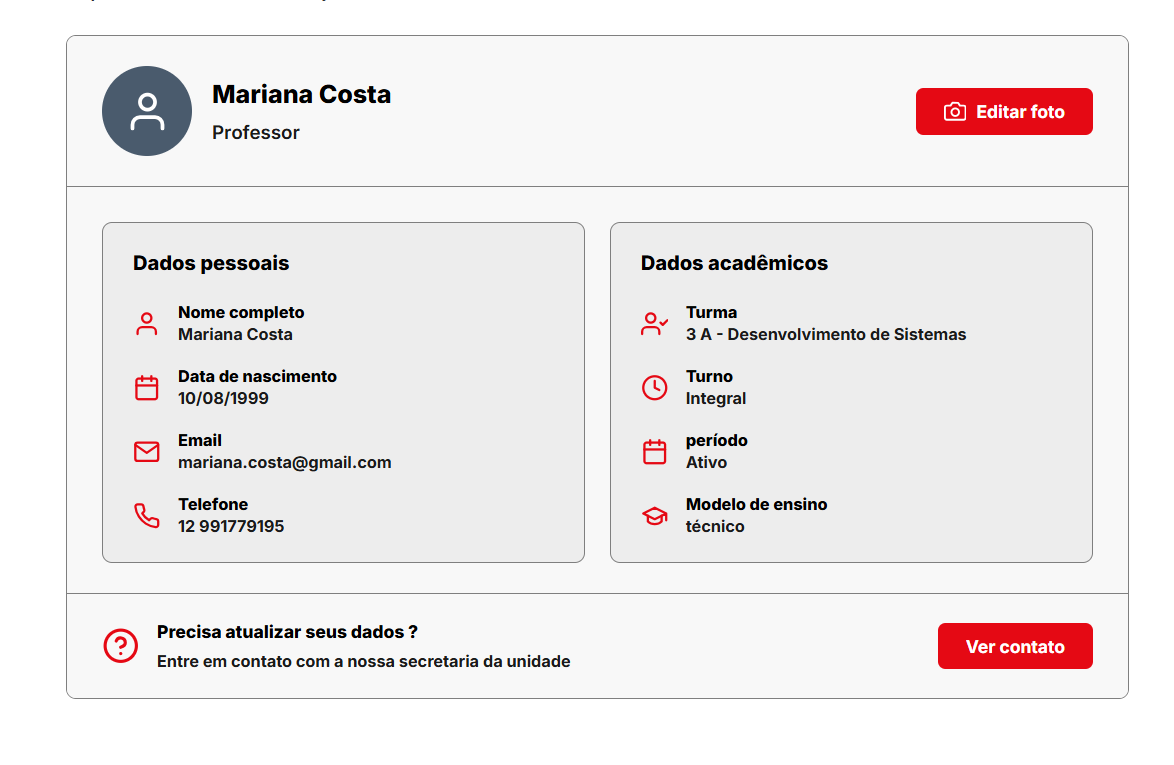 Mariana Costa
Professor
Editar foto
Dados pessoais
Nome completo
Mariana Costa
Data de nascimento
10/08/1999
Email
mariana.costa@gmail.com
Telefone
12 991779195
Dados acadêmicos
Turma
3 A - Desenvolvimento de Sistemas
Turno
Integral
período
Ativo
Modelo de ensino
técnico
Precisa atualizar seus dados ?
Entre em contato com a nossa secretaria da unidade
Ver contato